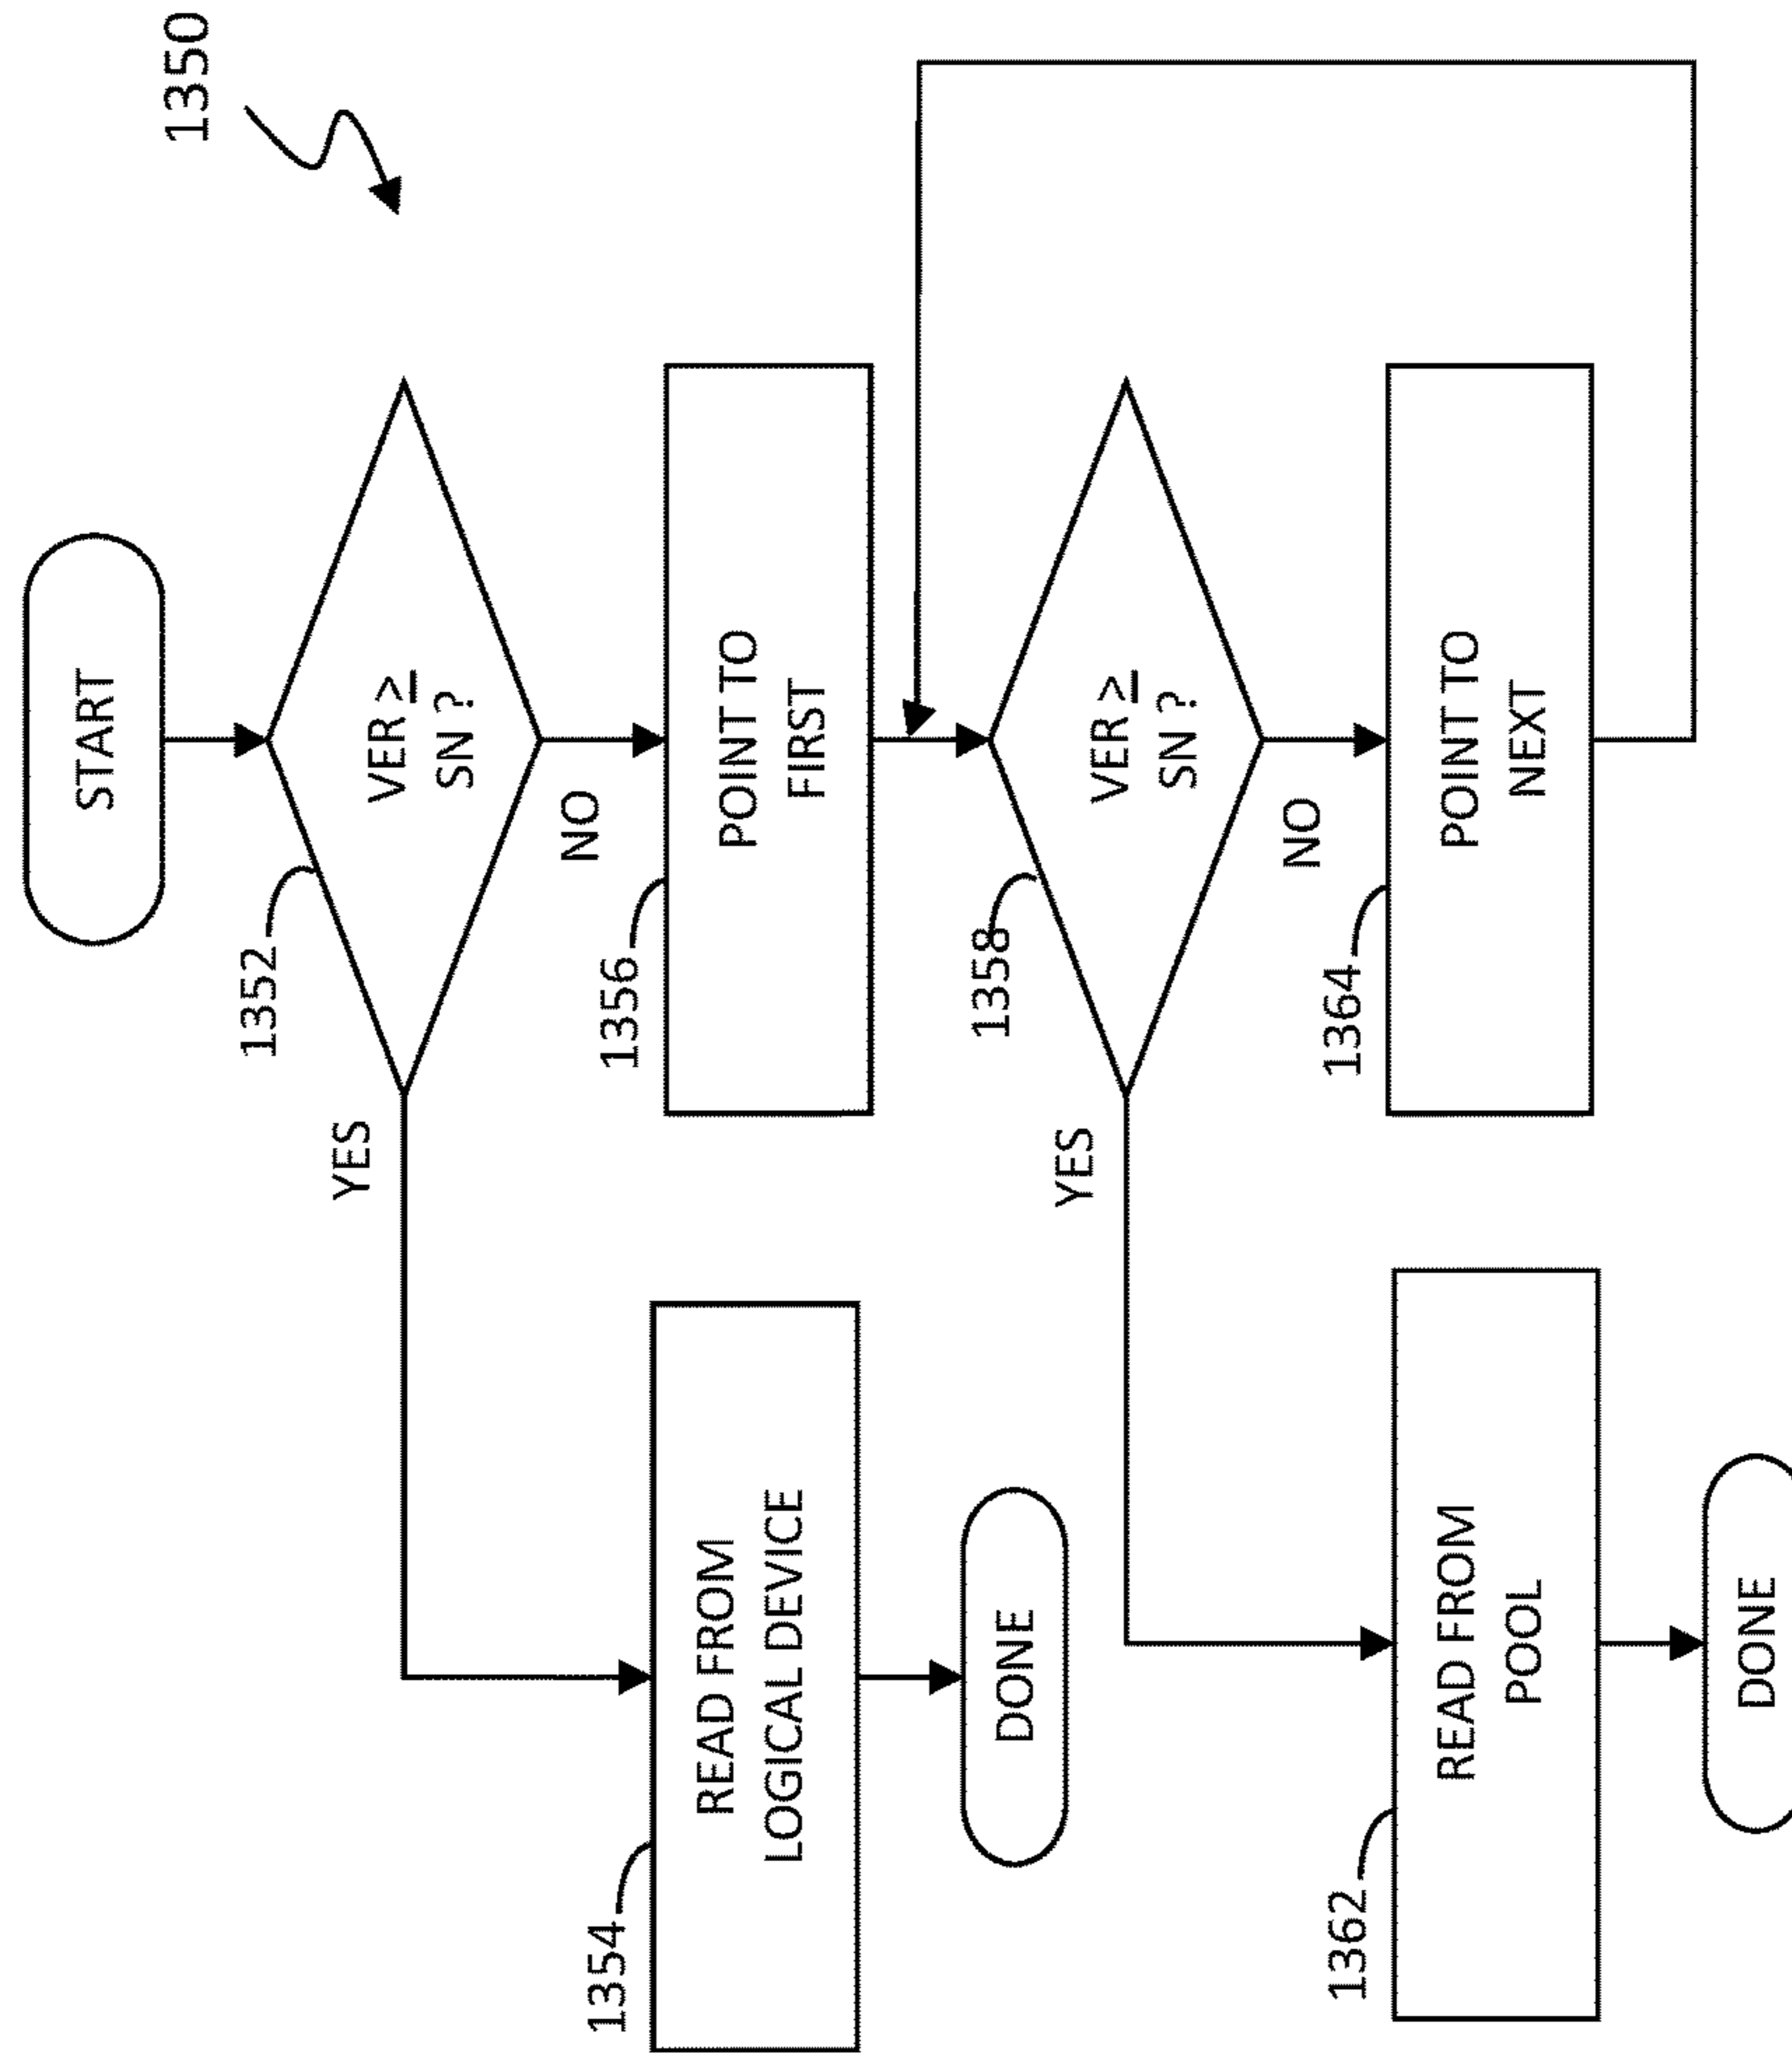 1350
START
1352
VER ≥
SN ?
YES
NO
1354
READ FROM
LOGICAL DEVICE
1356
POINT TO
FIRST
DONE
1358
VER ≥
SN ?
YES
NO
1362
READ FROM
POOL
1364
POINT TO
NEXT
DONE